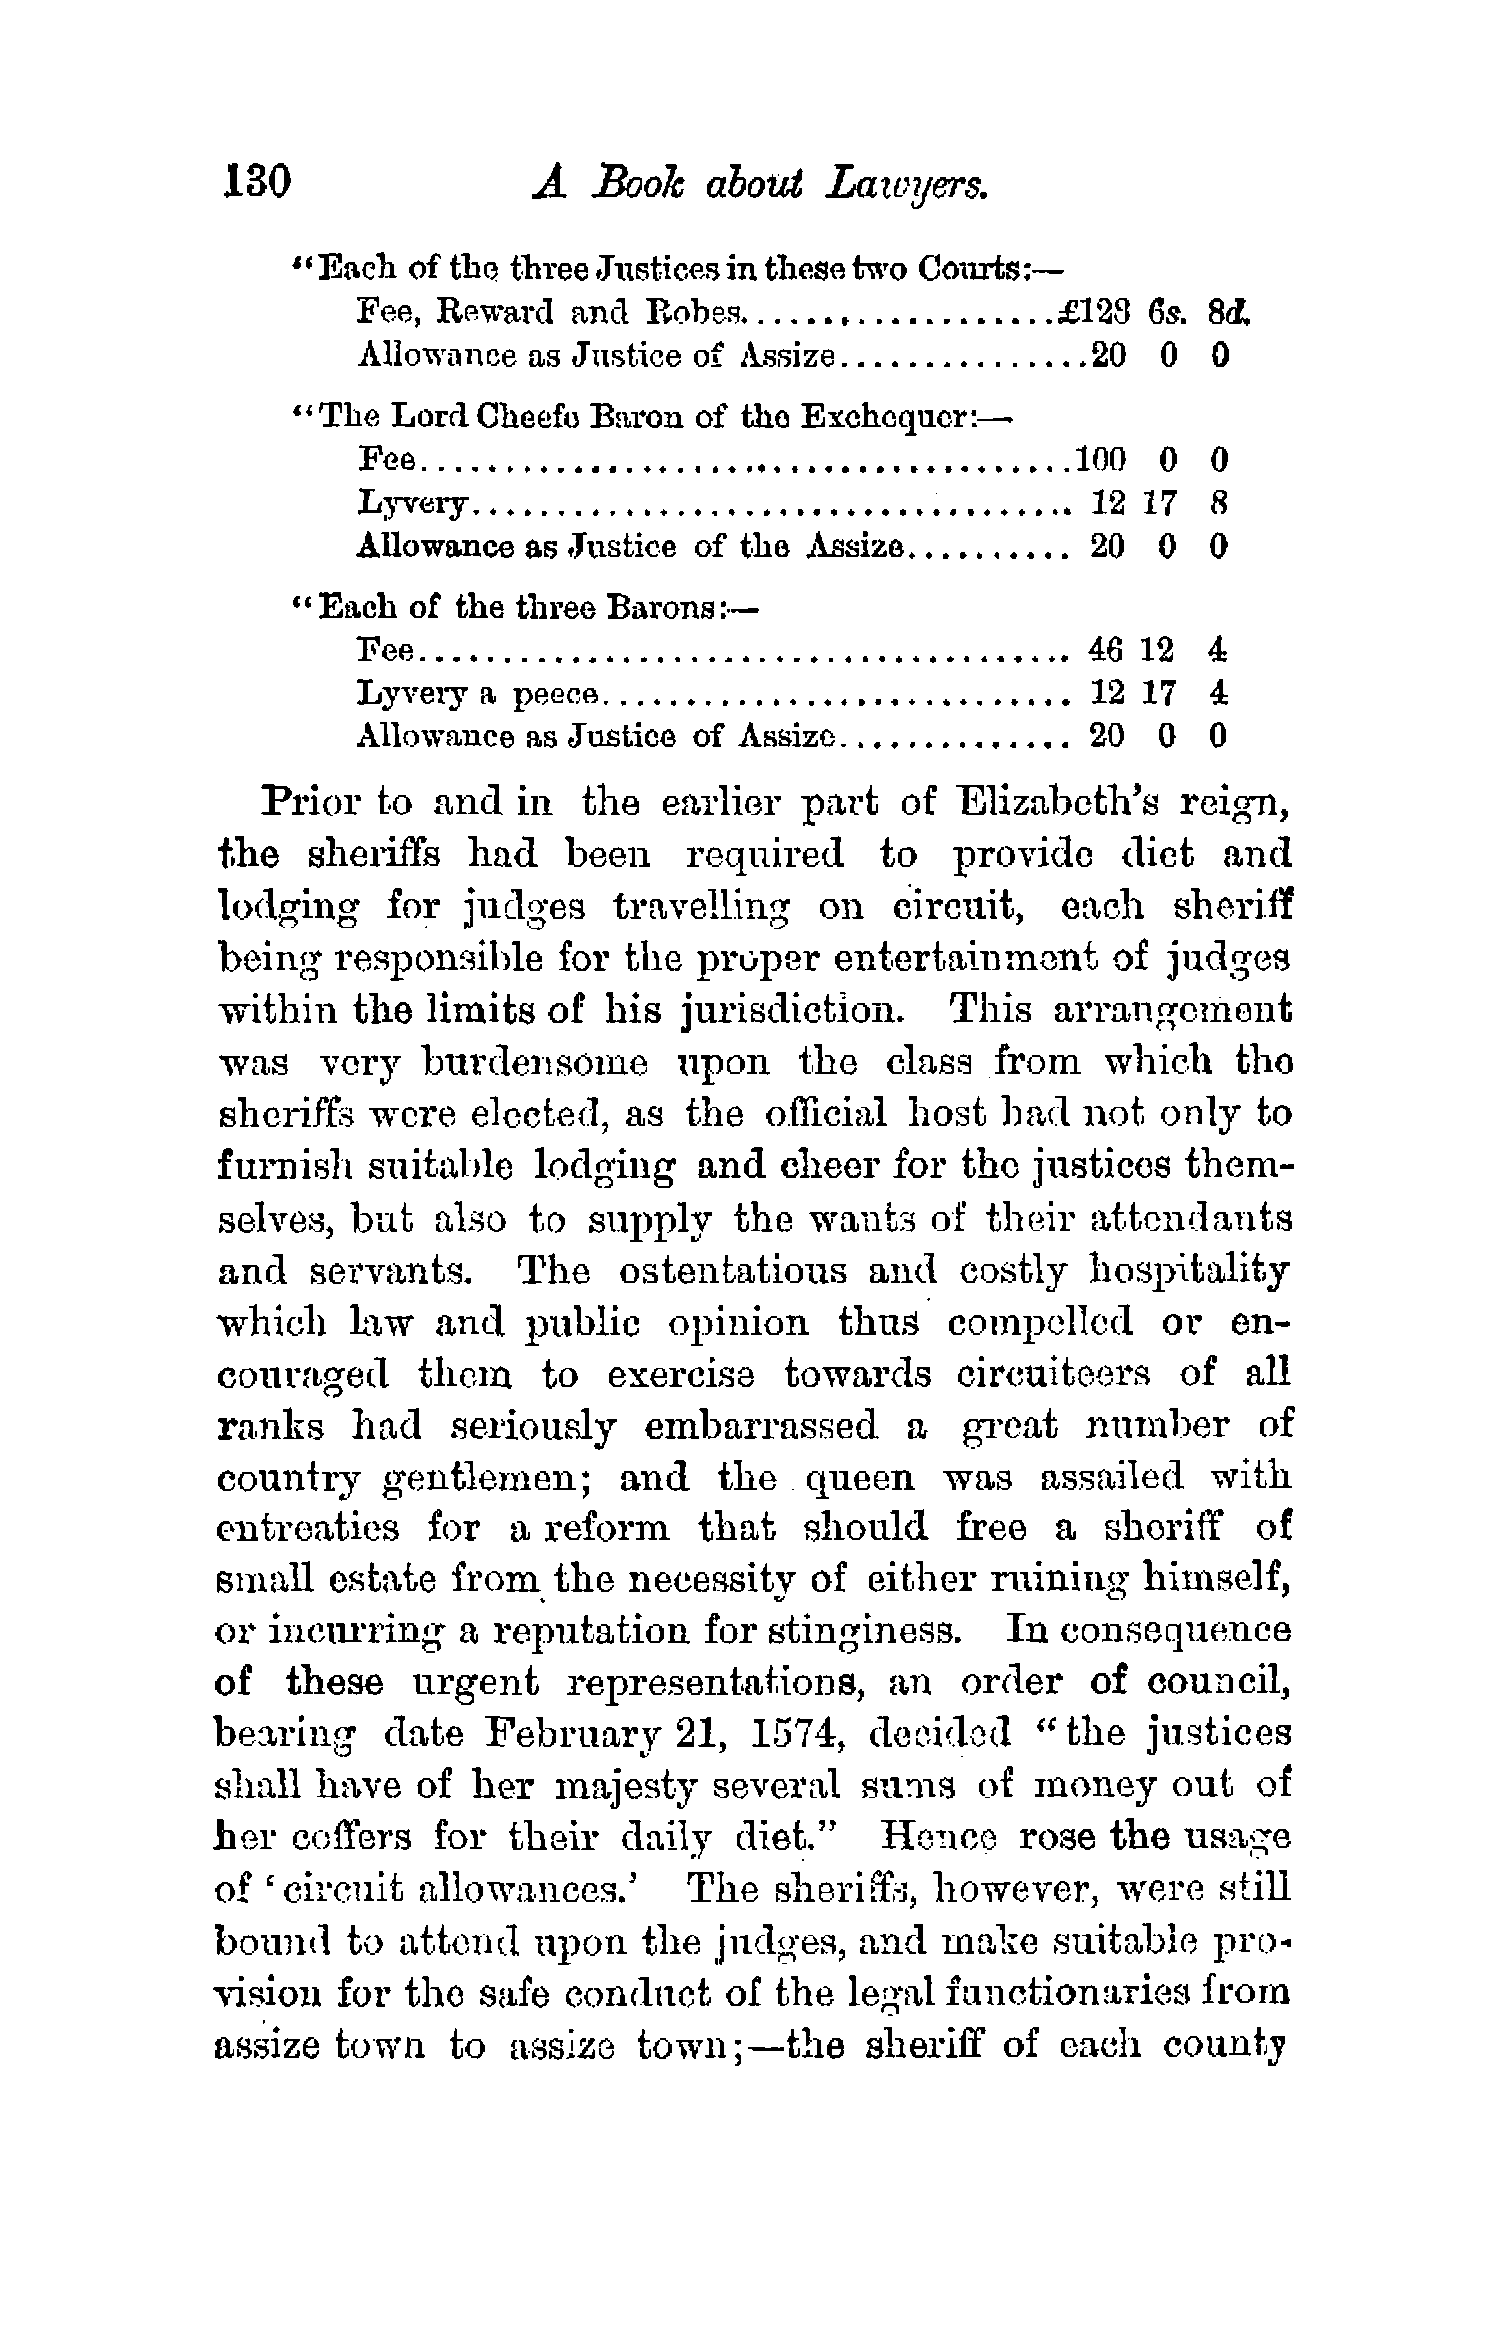 130 A Book about Lawyers.
“Each of the three Justices in these two Courts:—
Fee, Reward and Robes....................£128 6s. 8d.
Allowance as Justice of Assize...............20 0 0
“The Lord Cheefe Baron of the Exchequer:—
Fee.......................................100 0 0
Lyvery.................................... 12 17 8
Allowance as Justice of the Assize.......... 20 0 0
“Each of the three Barons:—
Fee....................................... 46 12 4
Lyvery a peece............................ 12 17 4
Allowance as Justice of Assize.............. 20 0 0
Prior to and in the earlier part of Elizabeth’s reign,
the sheriffs had been required to provide diet and
lodging for judges travelling on circuit, each sheriff
being responsible for the proper entertainment of judges
within the limits of his jurisdiction. This arrangement
was very burdensome upon the class from which the
sheriffs were elected, as the official host had not only to
furnish suitable lodging and cheer for the justices them-
selves, but also to supply the wants of their attendants
and servants. The ostentatious and costly hospitality
which law and public opinion thus compelled or en-
couraged them to exercise towards circuiteers of all
ranks had seriously embarrassed a great number of
country gentlemen; and the queen was assailed with
entreaties for a reform that should free a sheriff of
small estate from the necessity of either ruining himself,
or incurring a reputation for stinginess. In consequence
of these urgent representations, an order of council,
bearing date February 21, 1574, decided “the justices
shall have of her majesty several sums of money out of
her coffers for their daily diet.” Hence rose the usage
of ‘circuit allowances.’ The sheriffs, however, were still
bound to attend upon the judges, and make suitable pro-
vision for the safe conduct of the legal functionaries from
assize town to assize town;—the sheriff of each county